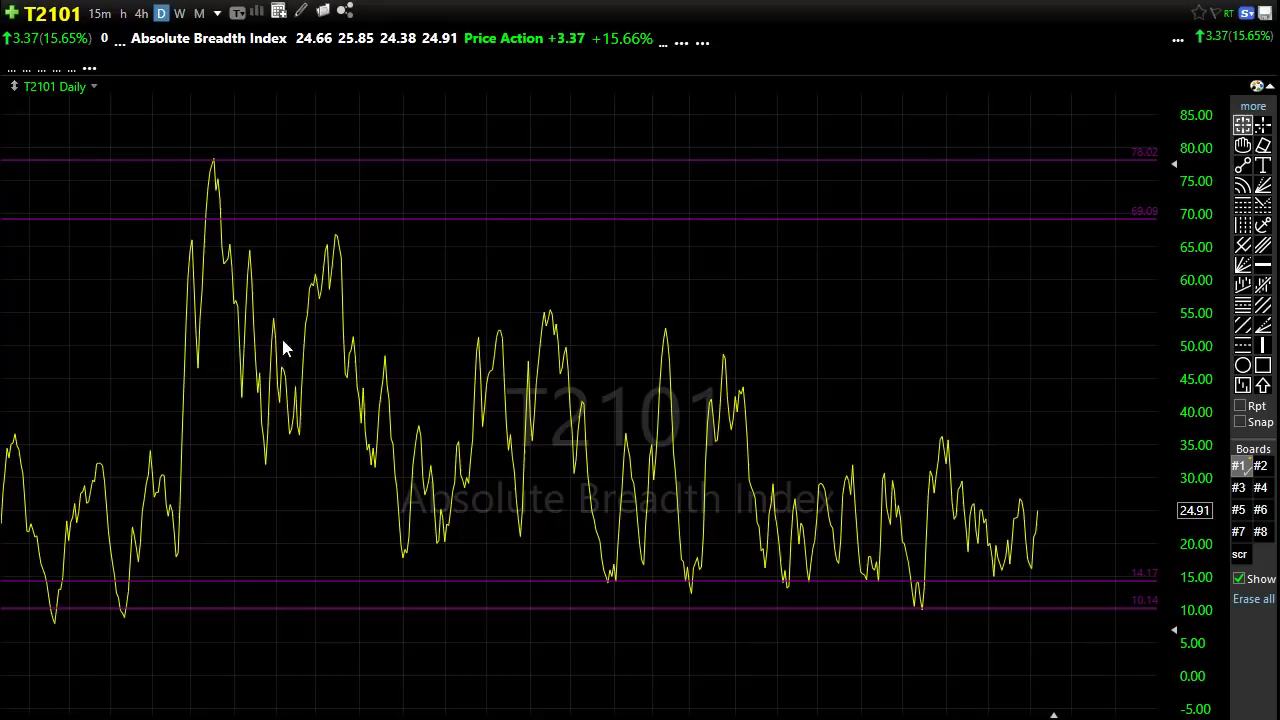 T2101 15m h 4h D W M T RT S
3.37(15.65%) 0 ... Absolute Breadth Index 24.66 25.85 24.38 24.91 Price Action +3.37 +15.66% ... ... ... ... 3.37(15.65%)
... ... ... ... ... ...
T2101 Daily
more
85.00
78.02
80.00
75.00
69.09
70.00
65.00
60.00
55.00
50.00
45.00
T
Rpt
40.00
T2101
Snap
35.00
Boards
#1 #2
30.00
#3 #4
Absolute Breadth Index
24.91
#5 #6
#7 #8
20.00
scr
14.17
15.00
Show
10.14
Erase all
10.00
5.00
0.00
-5.00